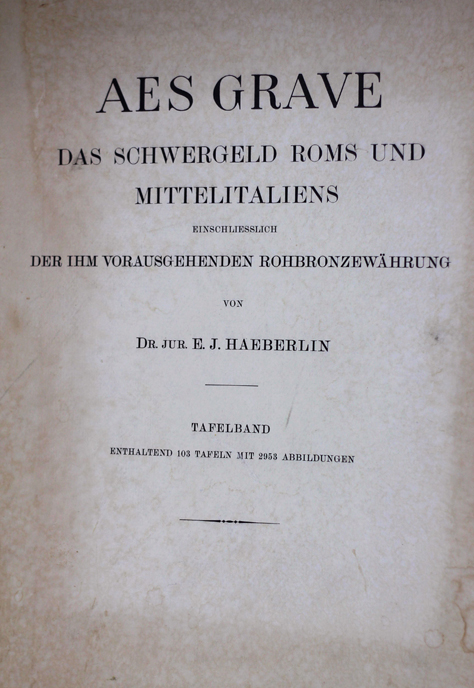 AES GRAVE
DAS SCHWERGELD ROMS UND
MITTELITALIENS
EINSCHLIESSLICH
DER IHM VORAUSGEHENDEN ROHBRONZEWÄHRUNG
VON
DR. JUR. E. J. HAEBERLIN
TAFELBAND
ENTHALTEND 103 TAFELN MIT 2953 ABBILDUNGEN